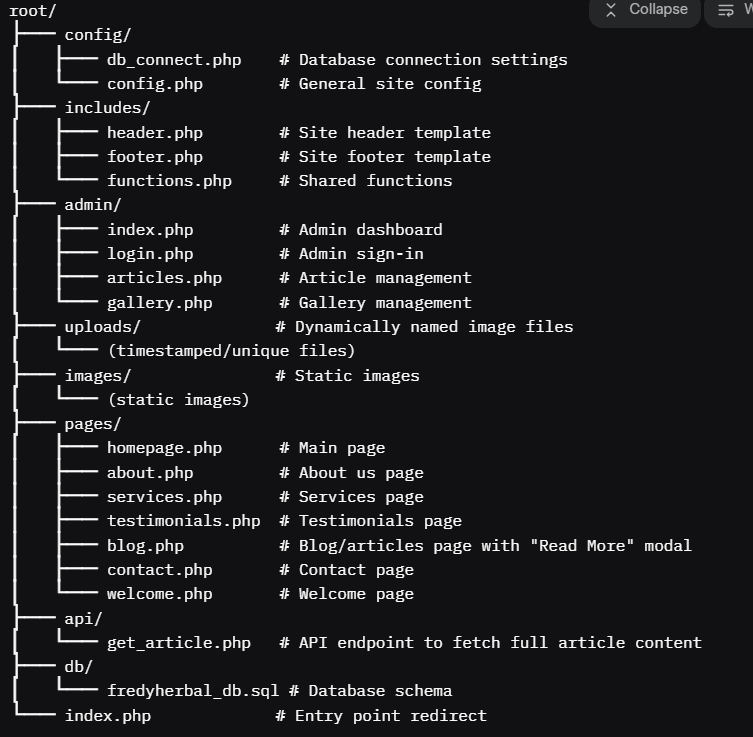 root/
Collapse
W
├── config/
│   ├── db_connect.php    # Database connection settings
│   └── config.php        # General site config
├── includes/
│   ├── header.php        # Site header template
│   ├── footer.php        # Site footer template
│   └── functions.php     # Shared functions
├── admin/
│   ├── index.php         # Admin dashboard
│   ├── login.php         # Admin sign-in
│   ├── articles.php      # Article management
│   └── gallery.php       # Gallery management
├── uploads/              # Dynamically named image files
│   └── (timestamped/unique files)
├── images/               # Static images
│   └── (static images)
├── pages/
│   ├── homepage.php      # Main page
│   ├── about.php         # About us page
│   ├── services.php      # Services page
│   ├── testimonials.php  # Testimonials page
│   ├── blog.php          # Blog/articles page with "Read More" modal
│   ├── contact.php       # Contact page
│   └── welcome.php       # Welcome page
├── api/
│   └── get_article.php   # API endpoint to fetch full article content
├── db/
│   └── fredyherbal_db.sql # Database schema
└── index.php             # Entry point redirect